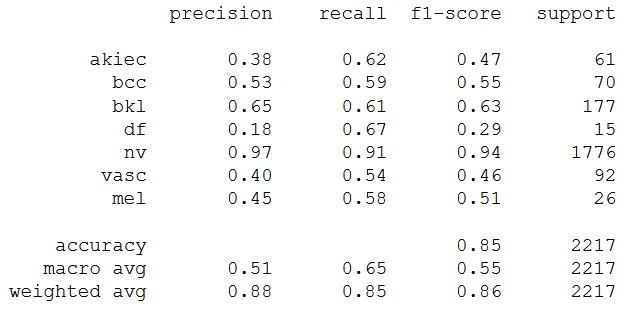 precision recall f1-score support
akiec 0.38 0.62 0.47 61
bcc 0.53 0.59 0.55 70
bkl 0.65 0.61 0.63 177
df 0.18 0.67 0.29 15
nv 0.97 0.91 0.94 1776
vasc 0.40 0.54 0.46 92
mel 0.45 0.58 0.51 26
accuracy 0.85 2217
macro avg 0.51 0.65 0.55 2217
weighted avg 0.88 0.85 0.86 2217